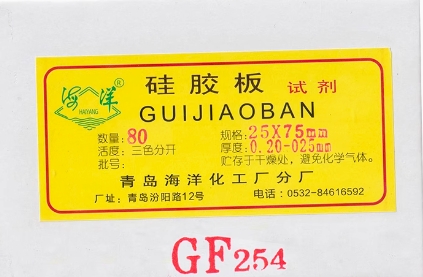 海洋®
HAIYANG
硅胶板 试剂
GUIJIAOBAN
数量：80 规格：25X75mm
活度：三色分开 厚度：0.20-025mm
批号： 贮存于干燥处，避免化学气体。
青岛海洋化工厂分厂
厂址：青岛汾阳路12号 电话：0532-84616592
GF254